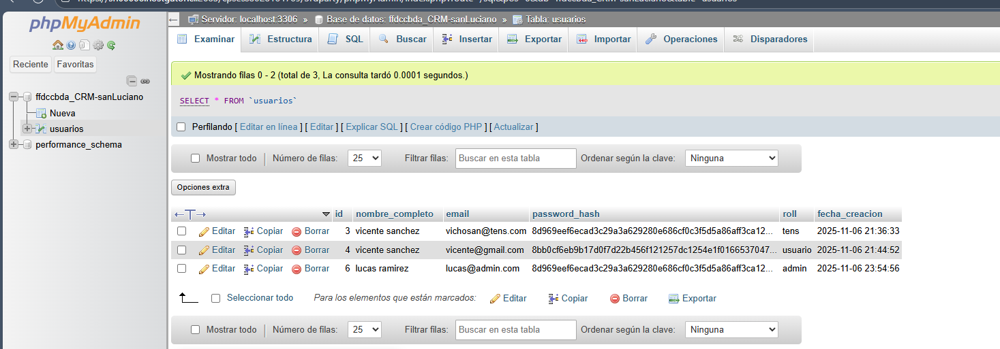 phpMyAdmin
Servidor: localhost:3306 » Base de datos: ffdccbda_CRM-sanLuciano » Tabla: usuarios
Examinar Estructura SQL Buscar Insertar Exportar Importar Operaciones Disparadores
Reciente Favoritas
ffdccbda_CRM-sanLuciano
Nueva
usuarios
performance_schema
Mostrando filas 0 - 2 (total de 3, La consulta tardó 0.0001 segundos.)
SELECT * FROM `usuarios`
Perfilando [ Editar en línea ] [ Editar ] [ Explicar SQL ] [ Crear código PHP ] [ Actualizar ]
Mostrar todo Número de filas: 25 Filtrar filas: Buscar en esta tabla Ordenar según la clave: Ninguna
Opciones extra
←T→ id nombre_completo email password_hash roll fecha_creacion
Editar Copiar Borrar 3 vicente sanchez vichosan@tens.com 8d969eef6ecad3c29a3a629280e686cf0c3f5d5a86aff3ca12... tens 2025-11-06 21:36:33
Editar Copiar Borrar 4 vicente sanchez vicente@gmail.com 8bb0cf6eb9b17d0f7d22b456f121257dc1254e1f0166537047... usuario 2025-11-06 21:44:52
Editar Copiar Borrar 6 lucas ramirez lucas@admin.com 8d969eef6ecad3c29a3a629280e686cf0c3f5d5a86aff3ca12... admin 2025-11-06 23:54:56
Seleccionar todo Para los elementos que están marcados: Editar Copiar Borrar Exportar
Mostrar todo Número de filas: 25 Filtrar filas: Buscar en esta tabla Ordenar según la clave: Ninguna